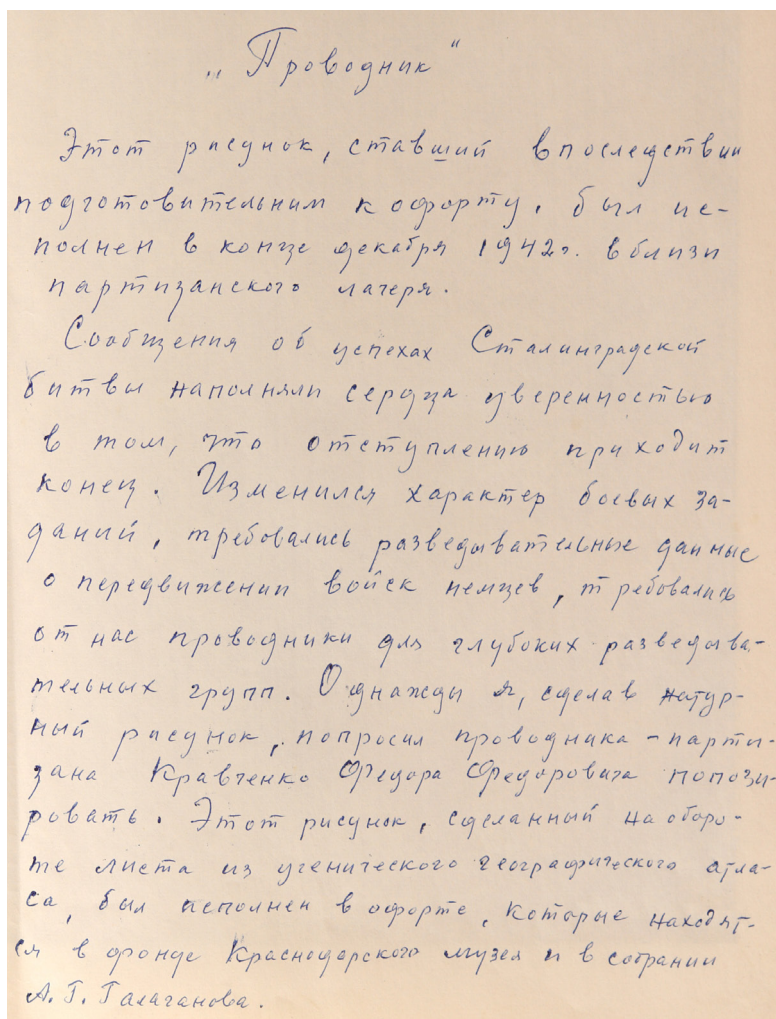 „Проводник“
Этот рисунок, ставший впоследствии
подготовительным к офорту, был ис-
полнен в конце декабря 1942г. вблизи
партизанского лагеря.
Сообщения об успехах Сталинградской
битвы наполняли сердца уверенностью
в том, что отступлению приходит
конец. Изменился характер боевых за-
даний, требовались разведывательные данные
о передвижении войск немцев, требовались
от нас проводники для глубоких разведыва-
тельных групп. Однажды я, сделав натур-
ный рисунок, попросил проводника-парти-
зана Кравченко Федора Федоровича попози-
ровать. Этот рисунок, сделанный на оборо-
те листа из ученического географического атла-
са, был исполнен в офорте, которые находят-
ся в фонде Краснодарского музея и в собрании
А. Г. Галаганова.